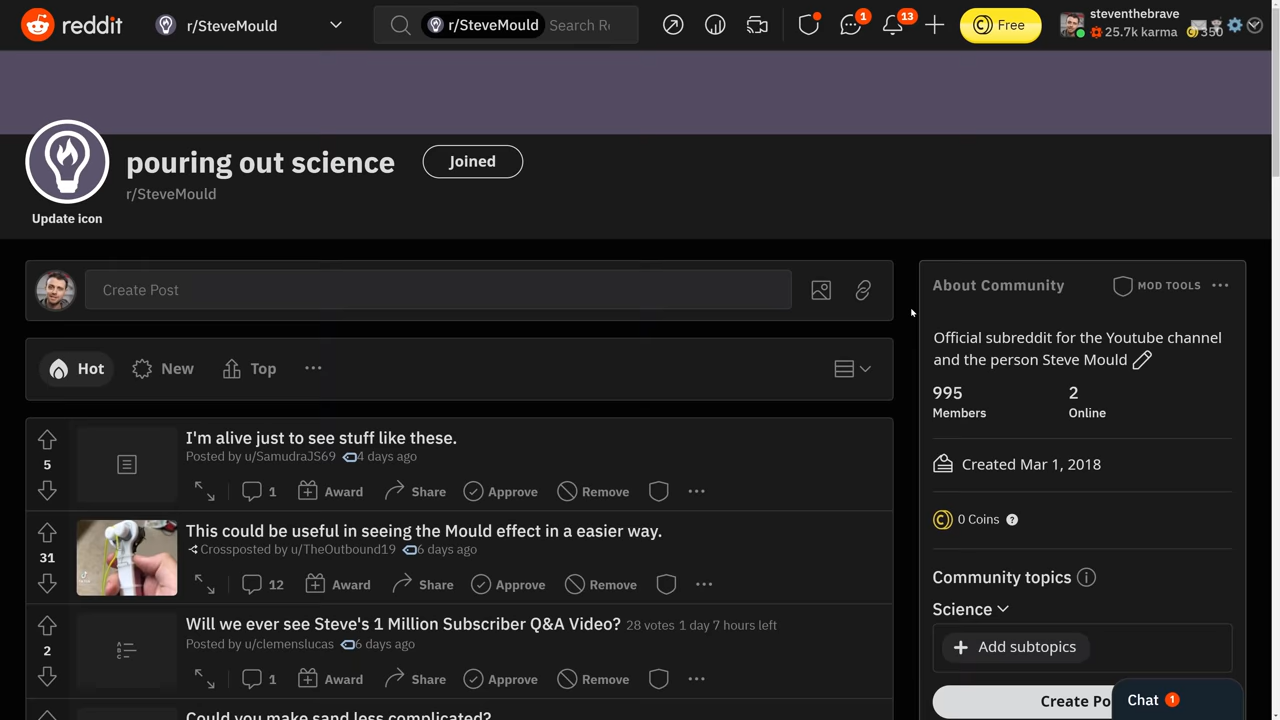 reddit
r/SteveMould
r/SteveMould
Search Re
1
13
Free
steventhebrave
25.7k karma
350
pouring out science
Joined
r/SteveMould
Update icon
Create Post
Hot
New
Top
I'm alive just to see stuff like these.
Posted by u/SamudraJS69 4 days ago
5
1 Award Share Approve Remove
This could be useful in seeing the Mould effect in a easier way.
Crossposted by u/TheOutbound19 6 days ago
31
12 Award Share Approve Remove
Will we ever see Steve's 1 Million Subscriber Q&A Video? 28 votes 1 day 7 hours left
Posted by u/clemenslucas 6 days ago
2
1 Award Share Approve Remove
Could you make sand less complicated?
About Community
MOD TOOLS
Official subreddit for the Youtube channel
and the person Steve Mould
995
Members
2
Online
Created Mar 1, 2018
0 Coins
Community topics
Science
Add subtopics
Create Po
Chat 1